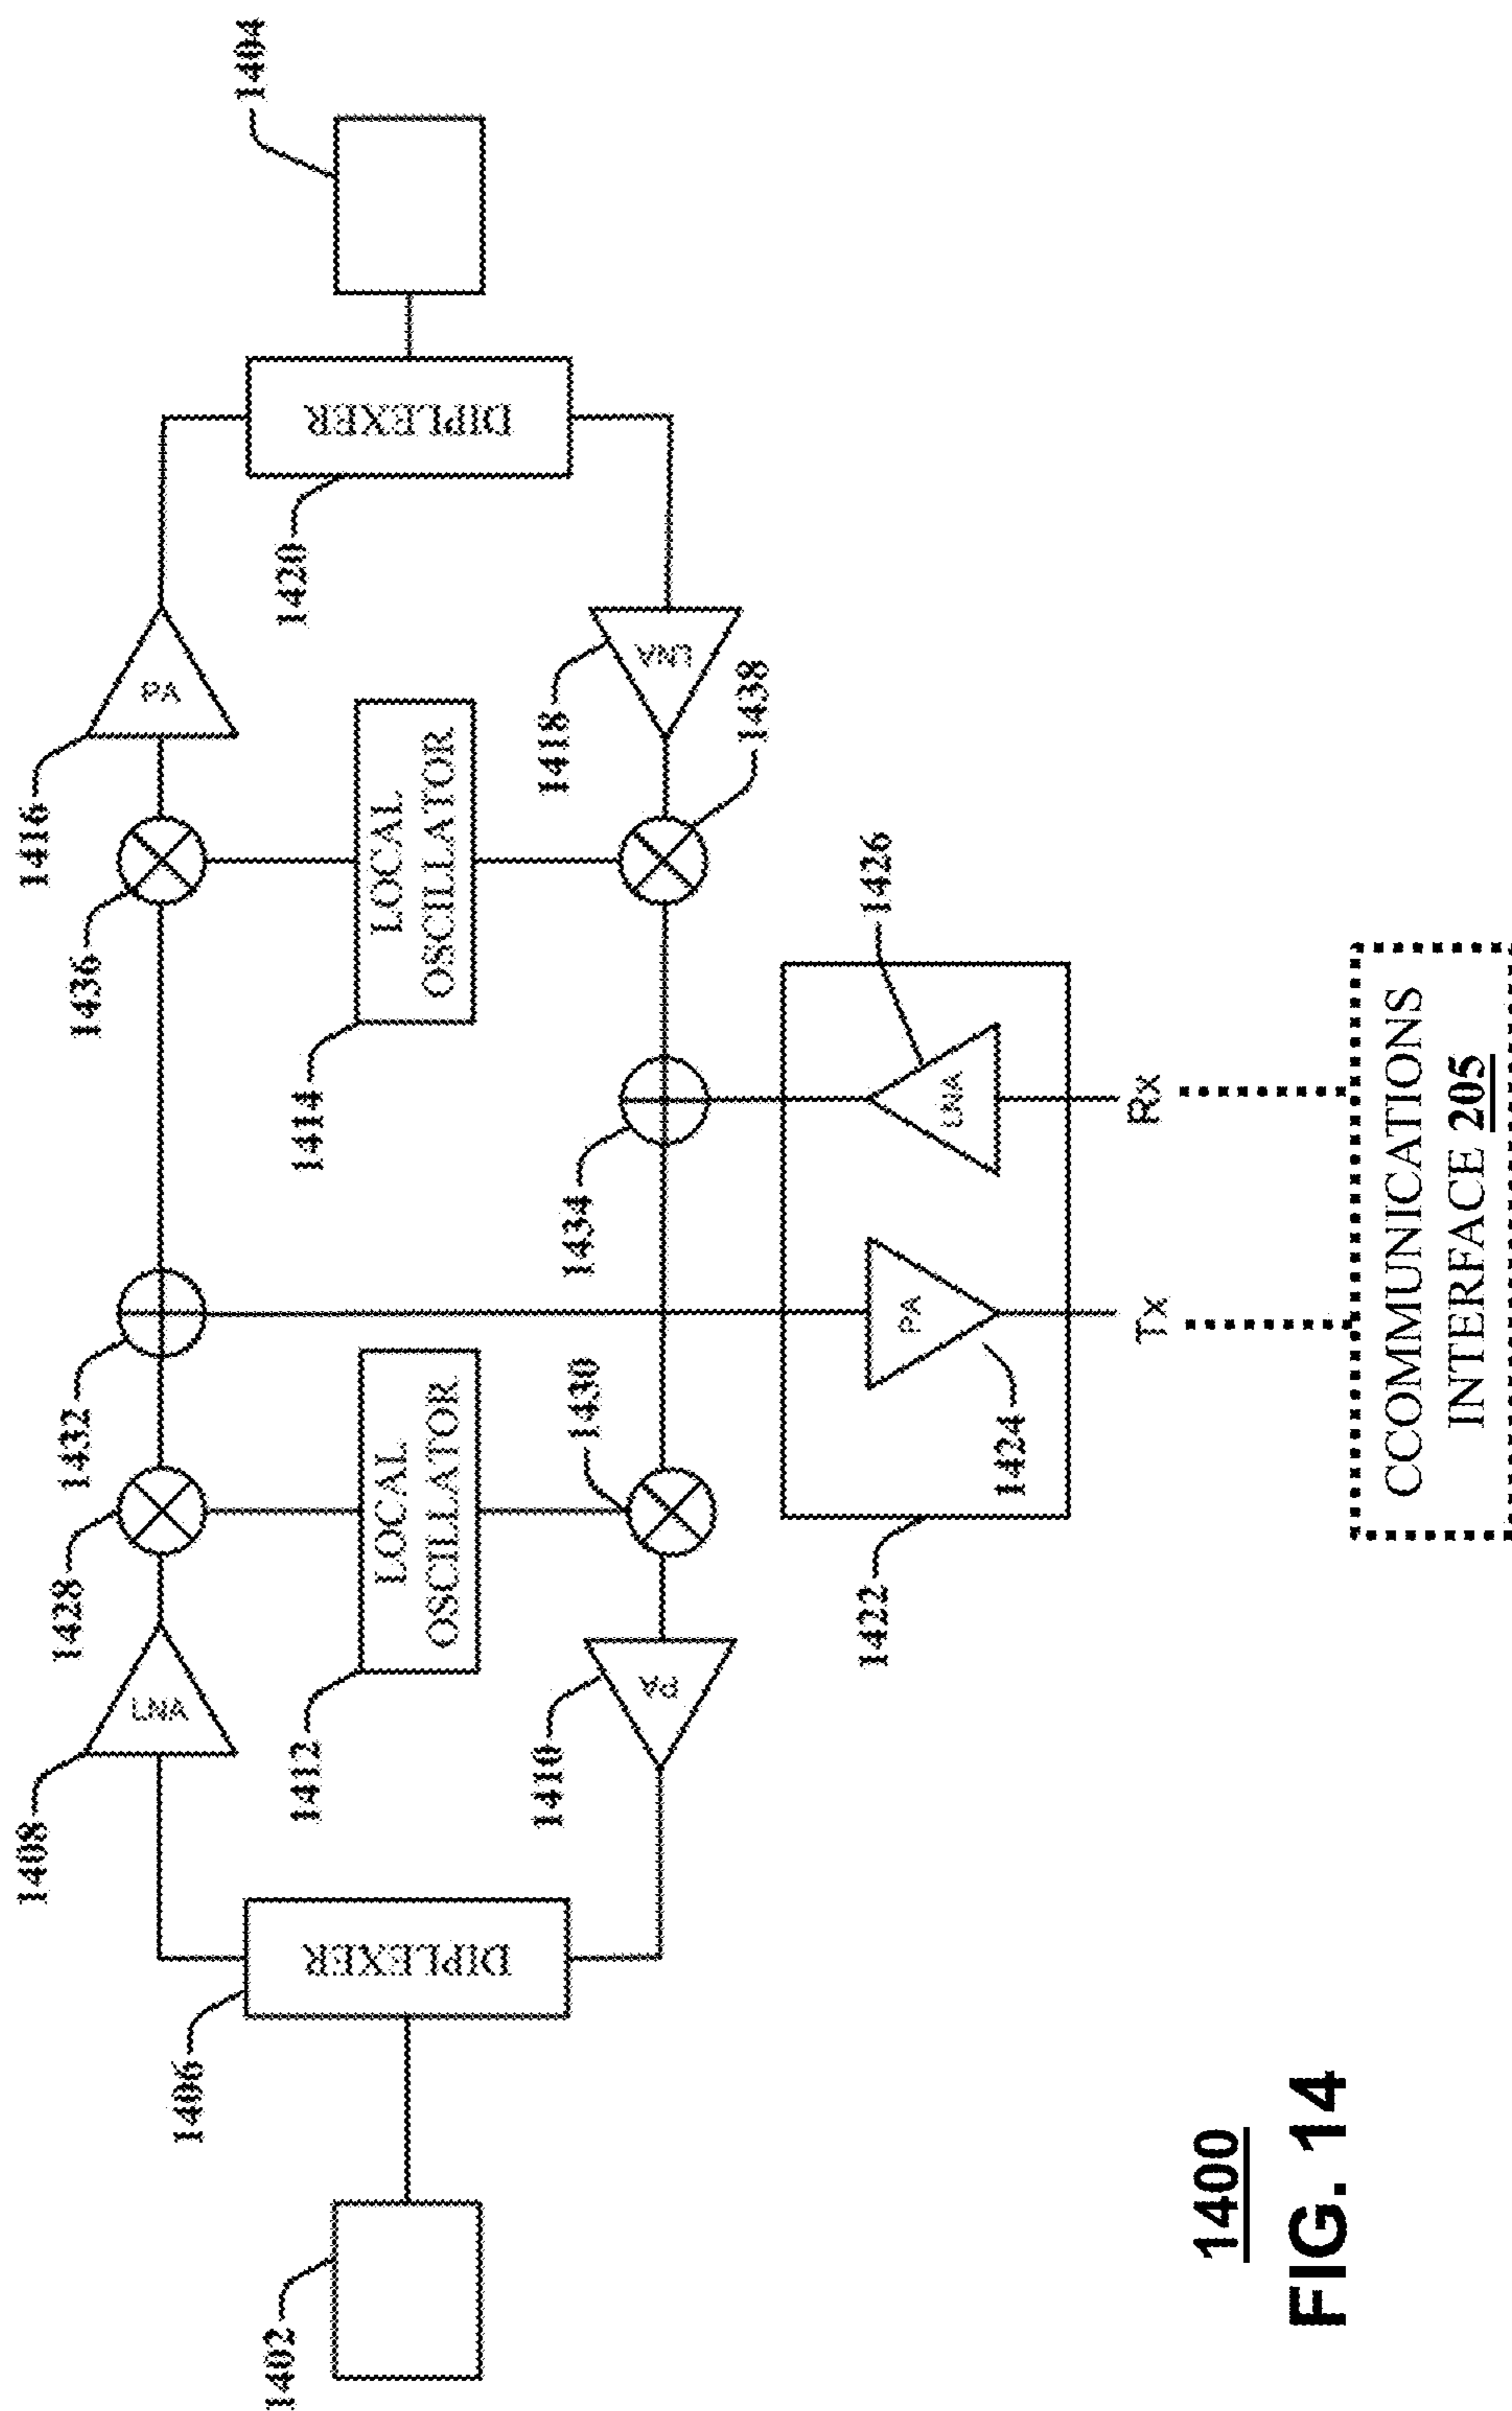 1404
1416
PA
1436
1420
DIPLEXER
LOCAL
OSCILLATOR
1414
1418
LNA
1438
1432
1434
1426
LNA
Rx
1428
LNA
1408
LOCAL
OSCILLATOR
1412
1430
PA
1410
PA
1424
1422
Tx
CCOMMUNICATIONS
INTERFACE 205
DIPLEXER
1406
1402
1400
FIG. 14